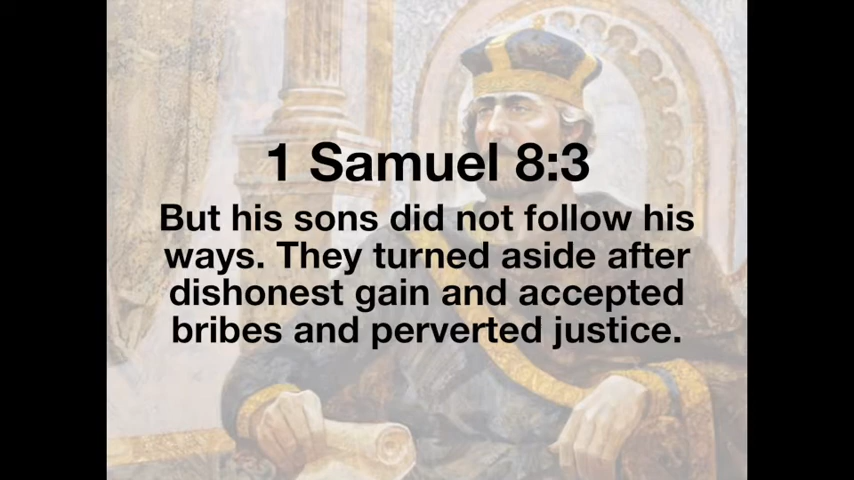 1 Samuel 8:3
But his sons did not follow his
ways. They turned aside after
dishonest gain and accepted
bribes and perverted justice.